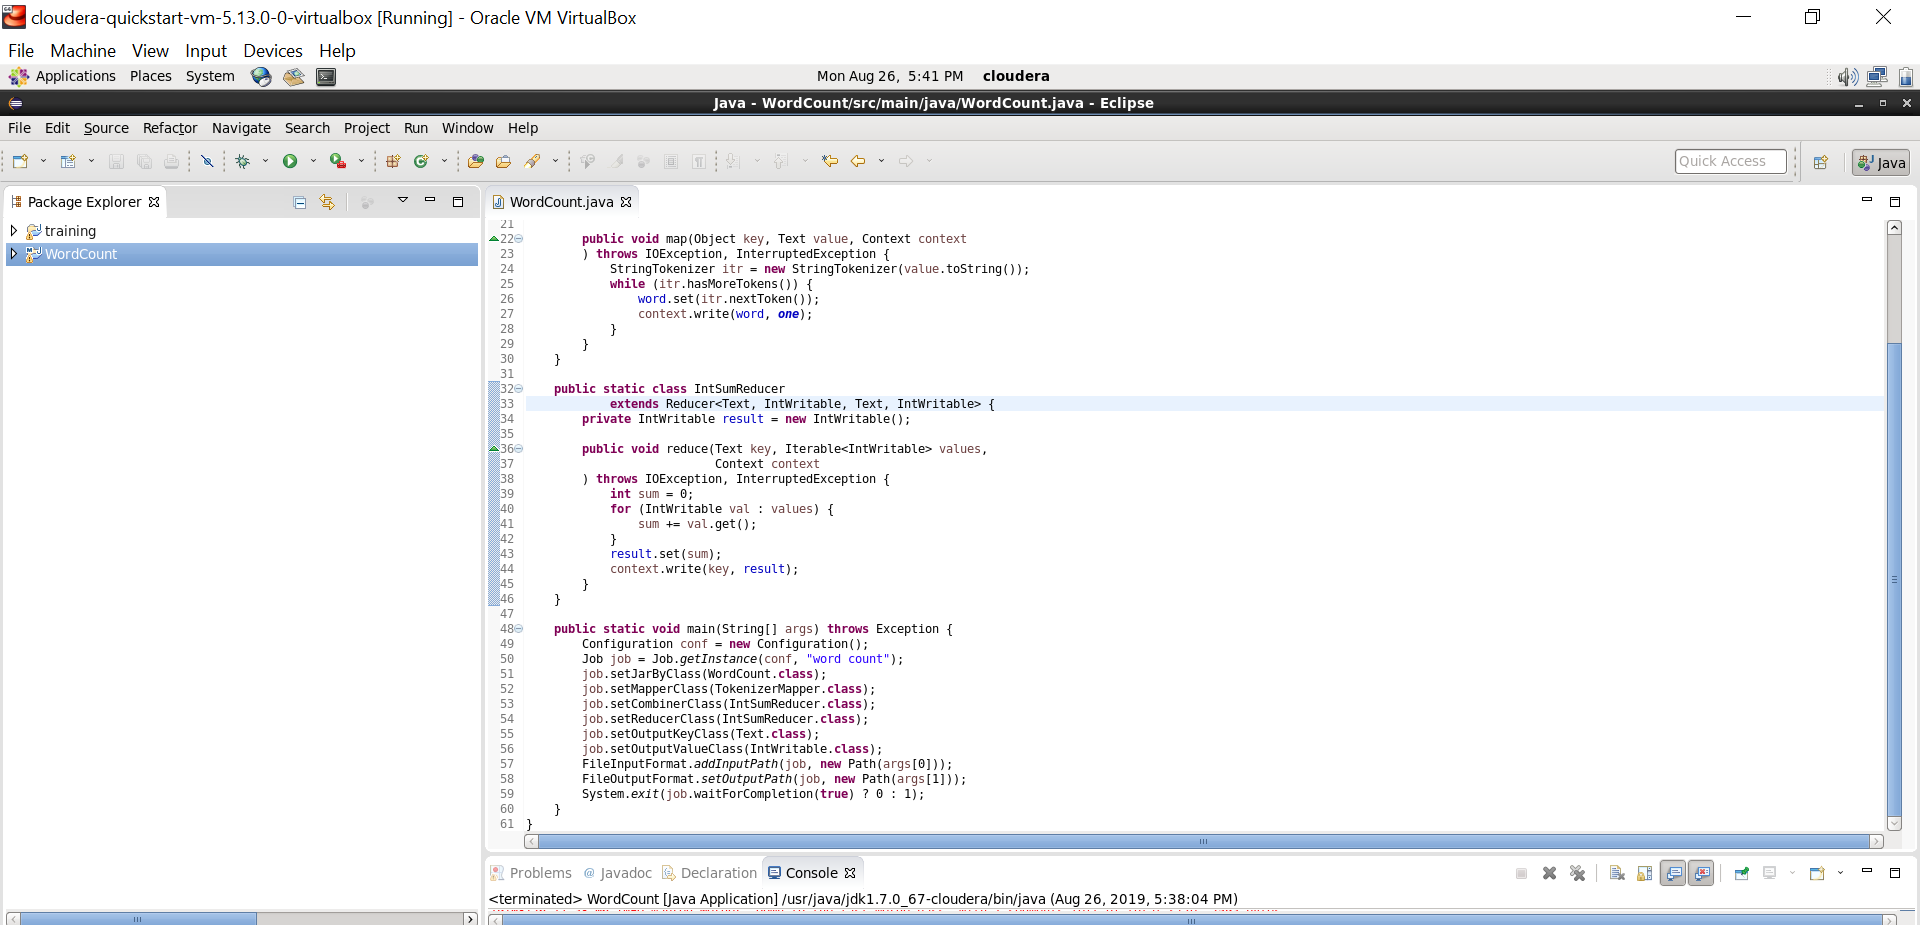 cloudera-quickstart-vm-5.13.0-0-virtualbox [Running] - Oracle VM VirtualBox
File Machine View Input Devices Help
Applications Places System Mon Aug 26, 5:41 PM cloudera
Java - WordCount/src/main/java/WordCount.java - Eclipse
File Edit Source Refactor Navigate Search Project Run Window Help
Quick Access Java
Package Explorer
training
WordCount
WordCount.java
21
22 public void map(Object key, Text value, Context context
23 ) throws IOException, InterruptedException {
24 StringTokenizer itr = new StringTokenizer(value.toString());
25 while (itr.hasMoreTokens()) {
26 word.set(itr.nextToken());
27 context.write(word, one);
28 }
29 }
30 }
31
32 public static class IntSumReducer
33 extends Reducer<Text, IntWritable, Text, IntWritable> {
34 private IntWritable result = new IntWritable();
35
36 public void reduce(Text key, Iterable<IntWritable> values,
37 Context context
38 ) throws IOException, InterruptedException {
39 int sum = 0;
40 for (IntWritable val : values) {
41 sum += val.get();
42 }
43 result.set(sum);
44 context.write(key, result);
45 }
46 }
47
48 public static void main(String[] args) throws Exception {
49 Configuration conf = new Configuration();
50 Job job = Job.getInstance(conf, "word count");
51 job.setJarByClass(WordCount.class);
52 job.setMapperClass(TokenizerMapper.class);
53 job.setCombinerClass(IntSumReducer.class);
54 job.setReducerClass(IntSumReducer.class);
55 job.setOutputKeyClass(Text.class);
56 job.setOutputValueClass(IntWritable.class);
57 FileInputFormat.addInputPath(job, new Path(args[0]));
58 FileOutputFormat.setOutputPath(job, new Path(args[1]));
59 System.exit(job.waitForCompletion(true) ? 0 : 1);
60 }
61 }
Problems @ Javadoc Declaration Console
<terminated> WordCount [Java Application] /usr/java/jdk1.7.0_67-cloudera/bin/java (Aug 26, 2019, 5:38:04 PM)